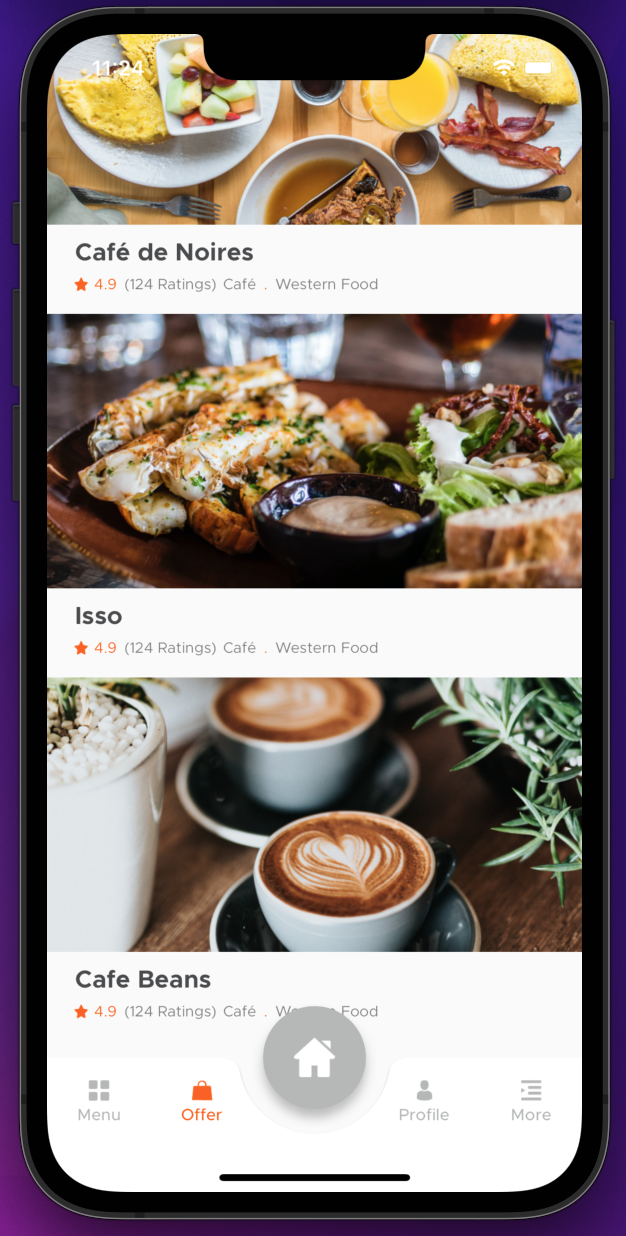 11:24
Café de Noires
4.9 (124 Ratings) Café . Western Food
Isso
4.9 (124 Ratings) Café . Western Food
Cafe Beans
4.9 (124 Ratings) Café . Food
Menu Offer Profile More